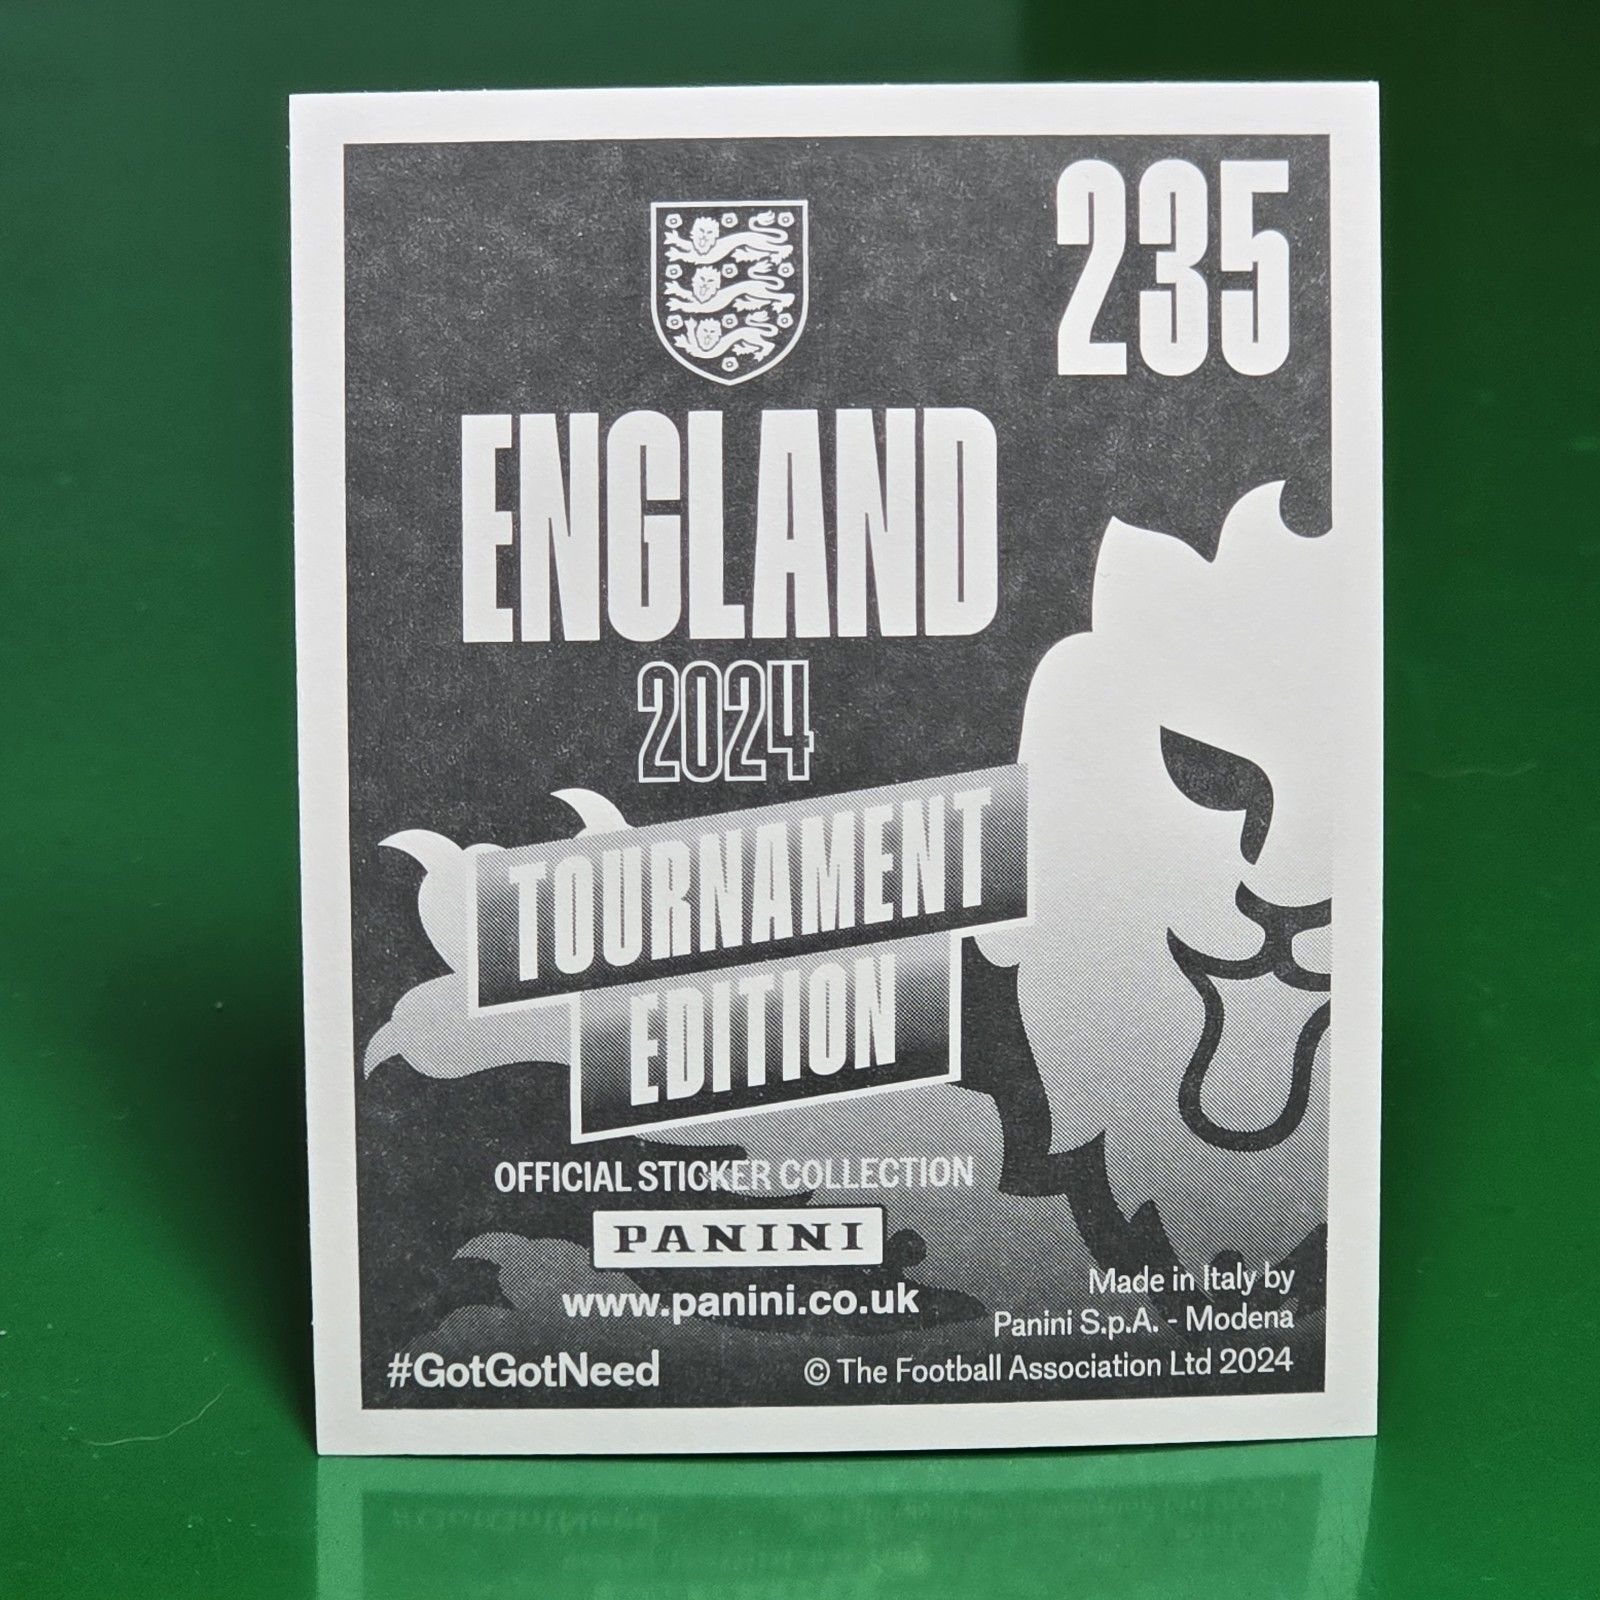 235
ENGLAND
2024
TOURNAMENT
EDITION
OFFICIAL STICKER COLLECTION
PANINI
www.panini.co.uk
Made in Italy by
Panini S.p.A. - Modena
#GotGotNeed
© The Football Association Ltd 2024